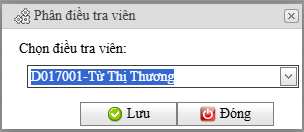 Phân điều tra viên
Chọn điều tra viên:
D017001-Từ Thị Thương
Lưu
Đóng